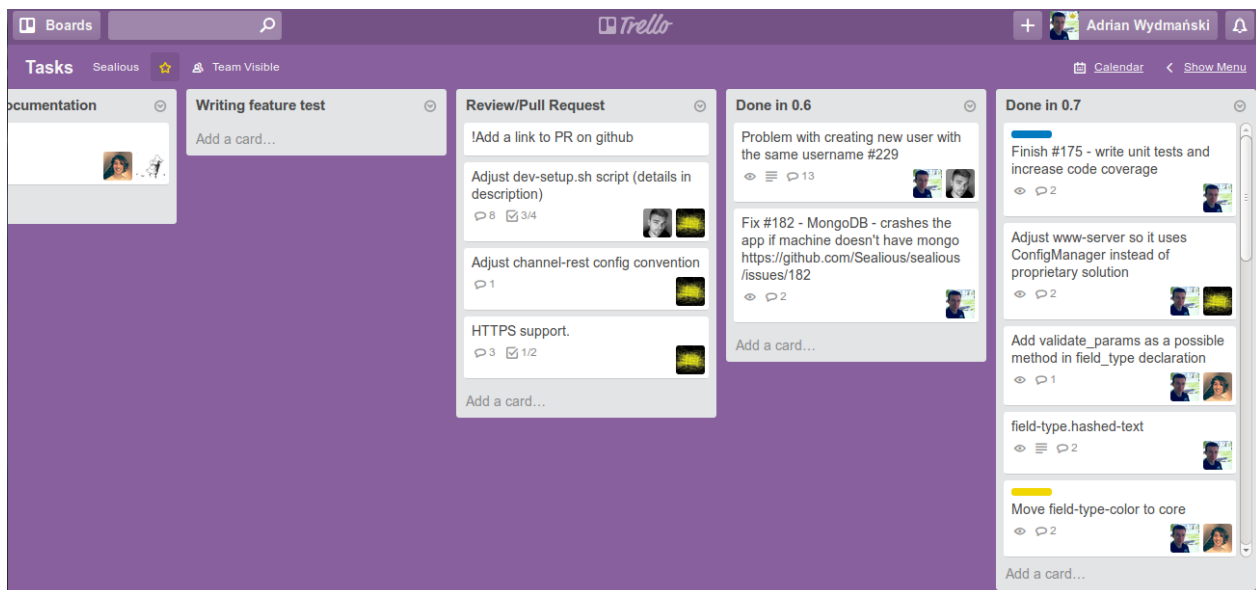 Boards
Trello
+
Adrian Wydmański
Tasks
Sealious
Team Visible
Calendar
Show Menu
ocumentation
Writing feature test
Add a card…
Review/Pull Request
!Add a link to PR on github
Adjust dev-setup.sh script (details in
description)
8
3/4
Adjust channel-rest config convention
1
HTTPS support.
3
1/2
Add a card…
Done in 0.6
Problem with creating new user with
the same username #229
13
Fix #182 - MongoDB - crashes the
app if machine doesn't have mongo
https://github.com/Sealious/sealious
/issues/182
2
Add a card…
Done in 0.7
Finish #175 - write unit tests and
increase code coverage
2
Adjust www-server so it uses
ConfigManager instead of
proprietary solution
2
Add validate_params as a possible
method in field_type declaration
1
field-type.hashed-text
2
Move field-type-color to core
2
Add a card…